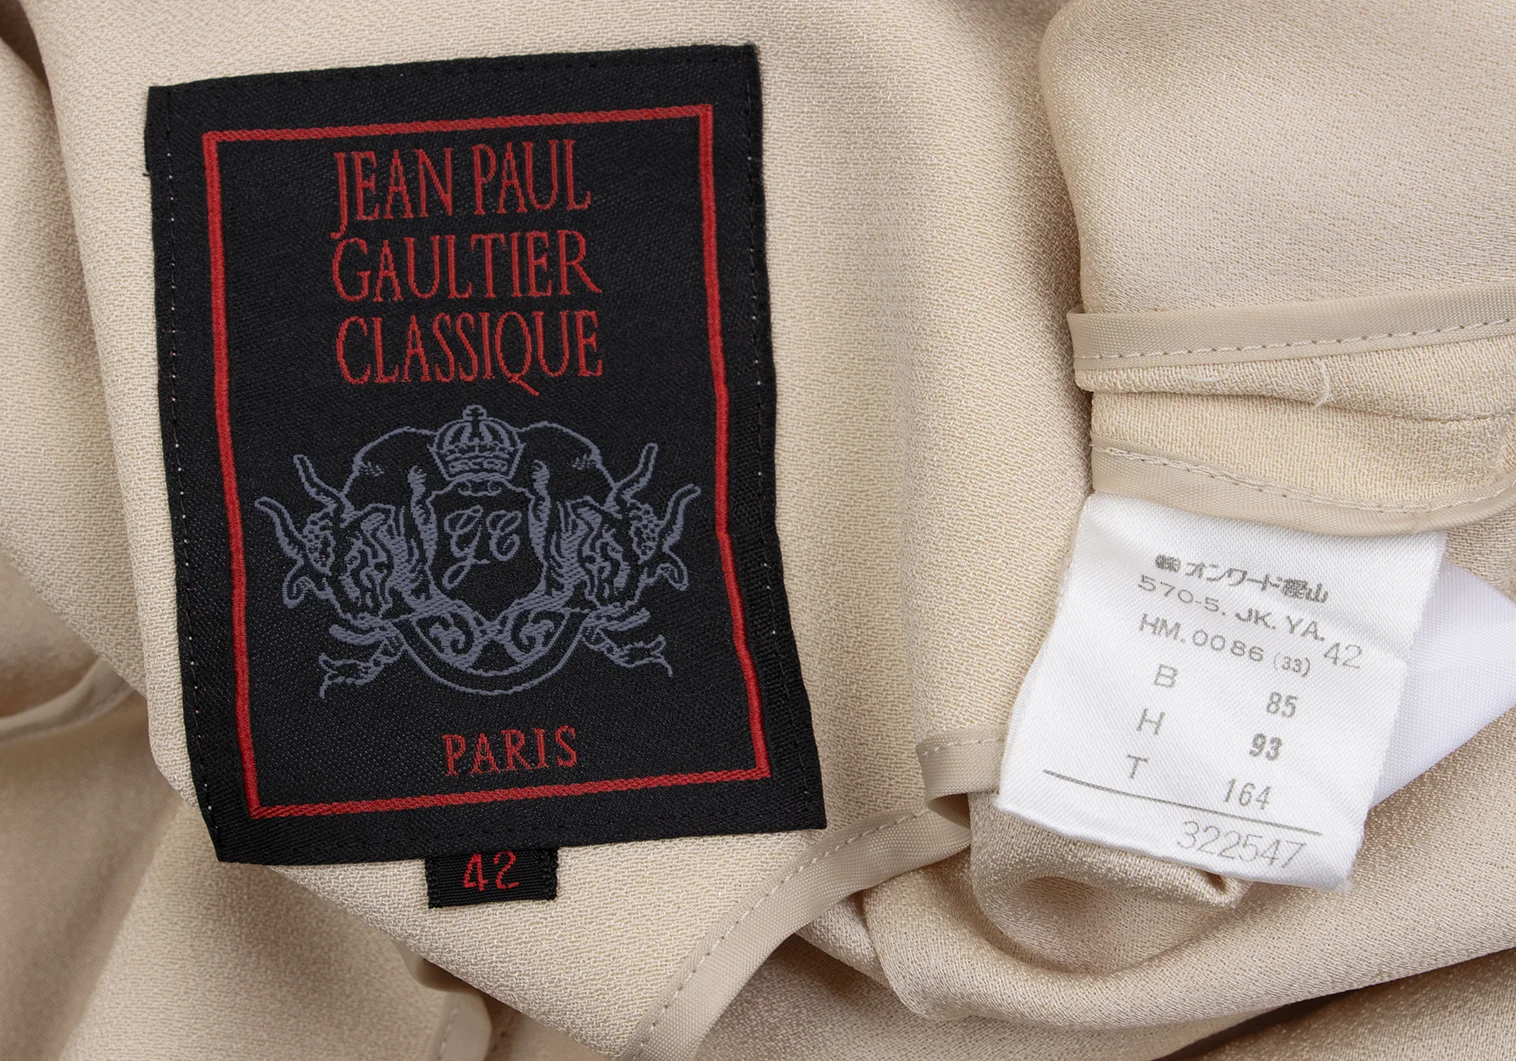 JEAN PAUL
GAULTIER
CLASSIQUE
GC
PARIS
42
㈱オンワード樫山
570-5. JK. YA.
HM. 0086 (33) 42
B 85
H 93
T 164
322547